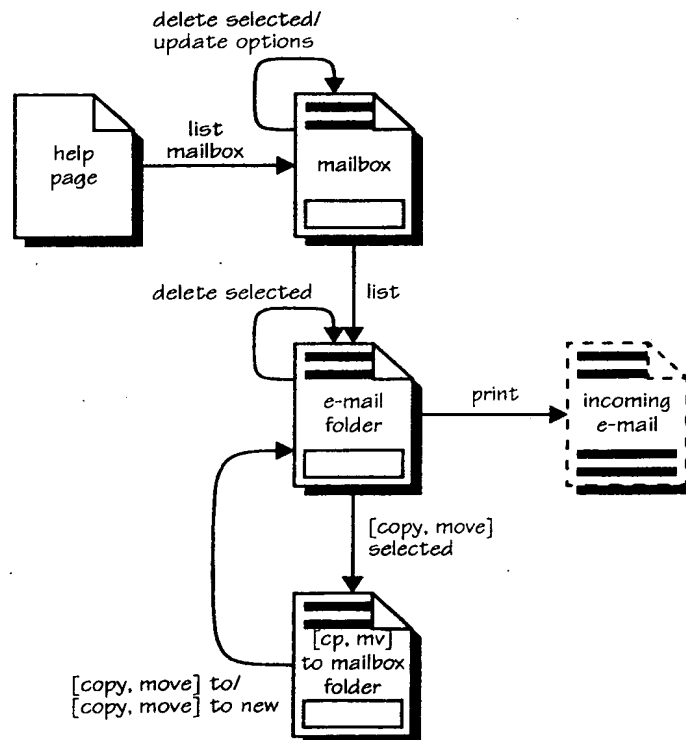 delete selected/
update options
help
page
list
mailbox
mailbox
delete selected
list
e-mail
folder
print
incoming
e-mail
[copy, move]
selected
[cp, mv]
to mailbox
folder
[copy, move] to/
[copy, move] to new